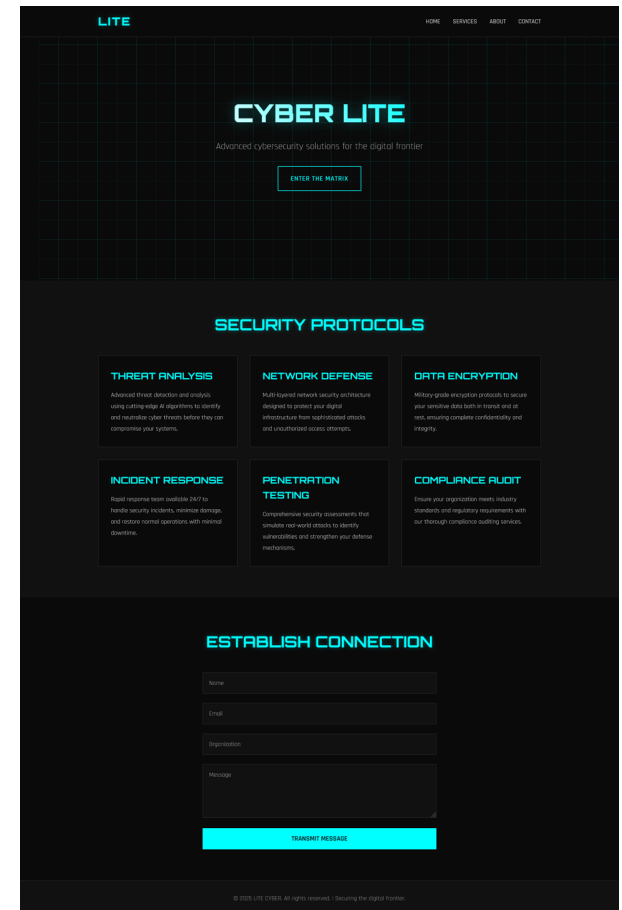 LITE
HOME SERVICES ABOUT CONTACT
CYBER LITE
Advanced cybersecurity solutions for the digital frontier
ENTER THE MATRIX
SECURITY PROTOCOLS
THREAT ANALYSIS
Advanced threat detection and analysis
using cutting-edge AI algorithms to identify
and neutralize cyber threats before they can
compromise your systems.
NETWORK DEFENSE
Multi-layered network security architecture
designed to protect your digital
infrastructure from sophisticated attacks
and unauthorized access attempts.
DATA ENCRYPTION
Military-grade encryption protocols to secure
your sensitive data both in transit and at
rest, ensuring complete confidentiality and
integrity.
INCIDENT RESPONSE
Rapid response team available 24/7 to
handle security incidents, minimize damage,
and restore normal operations with minimal
downtime.
PENETRATION
TESTING
Comprehensive security assessments that
simulate real-world attacks to identify
vulnerabilities and strengthen your defense
mechanisms.
COMPLIANCE AUDIT
Ensure your organization meets industry
standards and regulatory requirements with
our thorough compliance auditing services.
ESTABLISH CONNECTION
Name
Email
Organization
Message
TRANSMIT MESSAGE
© 2025 LITE CYBER. All rights reserved. | Securing the digital frontier.